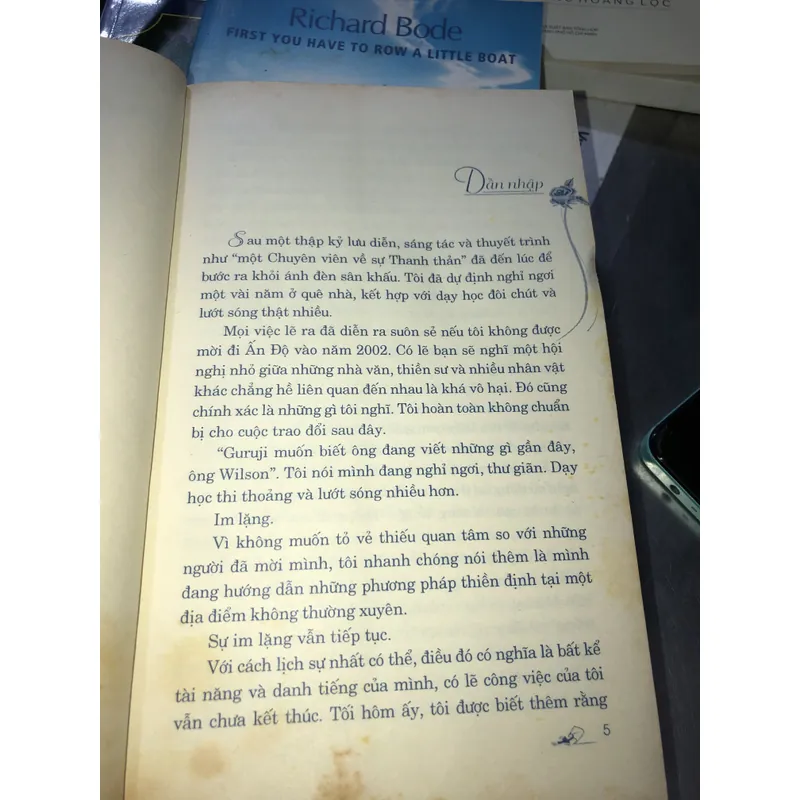 HOÀNG LỘC
Richard Bode
FIRST YOU HAVE TO ROW A LITTLE BOAT
Dẫn nhập
Sau một thập kỷ lưu diễn, sáng tác và thuyết trình
như “một Chuyên viên về sự Thanh thản” đã đến lúc để
bước ra khỏi ánh đèn sân khấu. Tôi đã dự định nghỉ ngơi
một vài năm ở quê nhà, kết hợp với dạy học đôi chút và
lướt sóng thật nhiều.
Mọi việc lẽ ra đã diễn ra suôn sẻ nếu tôi không được
mời đi Ấn Độ vào năm 2002. Có lẽ bạn sẽ nghĩ một hội
nghị nhỏ giữa những nhà văn, thiền sư và nhiều nhân vật
khác chẳng hề liên quan đến nhau là khá vô hại. Đó cũng
chính xác là những gì tôi nghĩ. Tôi hoàn toàn không chuẩn
bị cho cuộc trao đổi sau đây.
“Guruji muốn biết ông đang viết những gì gần đây,
ông Wilson”. Tôi nói mình đang nghỉ ngơi, thư giãn. Dạy
học thi thoảng và lướt sóng nhiều hơn.
Im lặng.
Vì không muốn tỏ vẻ thiếu quan tâm so với những
người đã mời mình, tôi nhanh chóng nói thêm là mình
đang hướng dẫn những phương pháp thiền định tại một
địa điểm không thường xuyên.
Sự im lặng vẫn tiếp tục.
Với cách lịch sự nhất có thể, điều đó có nghĩa là bất kể
tài năng và danh tiếng của mình, có lẽ công việc của tôi
vẫn chưa kết thúc. Tối hôm ấy, tôi được biết thêm rằng
5